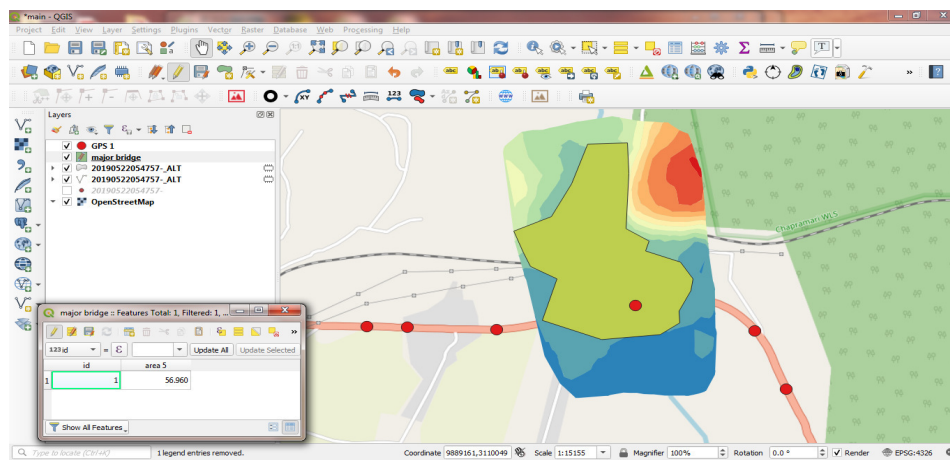 *main - QGIS
Project Edit View Layer Settings Plugins Vector Raster Database Web Processing Help
Layers
GPS 1
major bridge
20190522054757-_ALT
20190522054757-_ALT
20190522054757-
OpenStreetMap
Chapramari WLS
major bridge :: Features Total: 1, Filtered: 1, ...
123 id = ε Update All Update Selected
id area 5
1 1 56.960
Show All Features
Type to locate (Ctrl+K) 1 legend entries removed. Coordinate 9889161,3110049 Scale 1:15155 Magnifier 100% Rotation 0.0 ° Render EPSG:4326